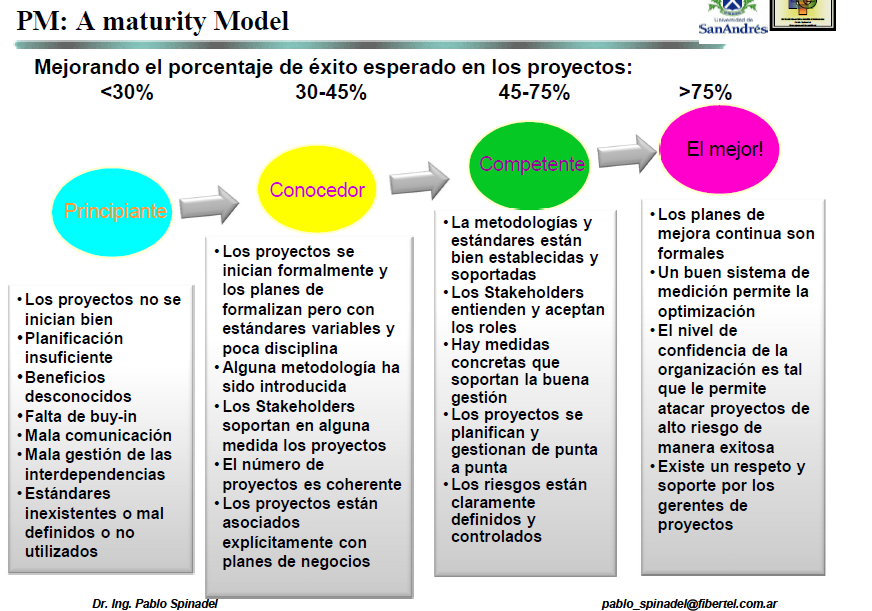 PM: A maturity Model
Universidad de
SanAndrés
Mejorando el porcentaje de éxito esperado en los proyectos:
<30%
30-45%
45-75%
>75%
Principiante
Conocedor
Competente
El mejor!
•Los proyectos no se
inician bien
•Planificación
insuficiente
•Beneficios
desconocidos
•Falta de buy-in
•Mala comunicación
•Mala gestión de las
interdependencias
•Estándares
inexistentes o mal
definidos o no
utilizados
•Los proyectos se
inician formalmente y
los planes de
formalizan pero con
estándares variables y
poca disciplina
•Alguna metodología ha
sido introducida
•Los Stakeholders
soportan en alguna
medida los proyectos
•El número de
proyectos es coherente
•Los proyectos están
asociados
explícitamente con
planes de negocios
•La metodologías y
estándares están
bien establecidas y
soportadas
•Los Stakeholders
entienden y aceptan
los roles
•Hay medidas
concretas que
soportan la buena
gestión
•Los proyectos se
planifican y
gestionan de punta
a punta
•Los riesgos están
claramente
definidos y
controlados
•Los planes de
mejora continua son
formales
•Un buen sistema de
medición permite la
optimización
•El nivel de
confidencia de la
organización es tal
que le permite
atacar proyectos de
alto riesgo de
manera exitosa
•Existe un respeto y
soporte por los
gerentes de
proyectos
Dr. Ing. Pablo Spinadel
pablo_spinadel@fibertel.com.ar